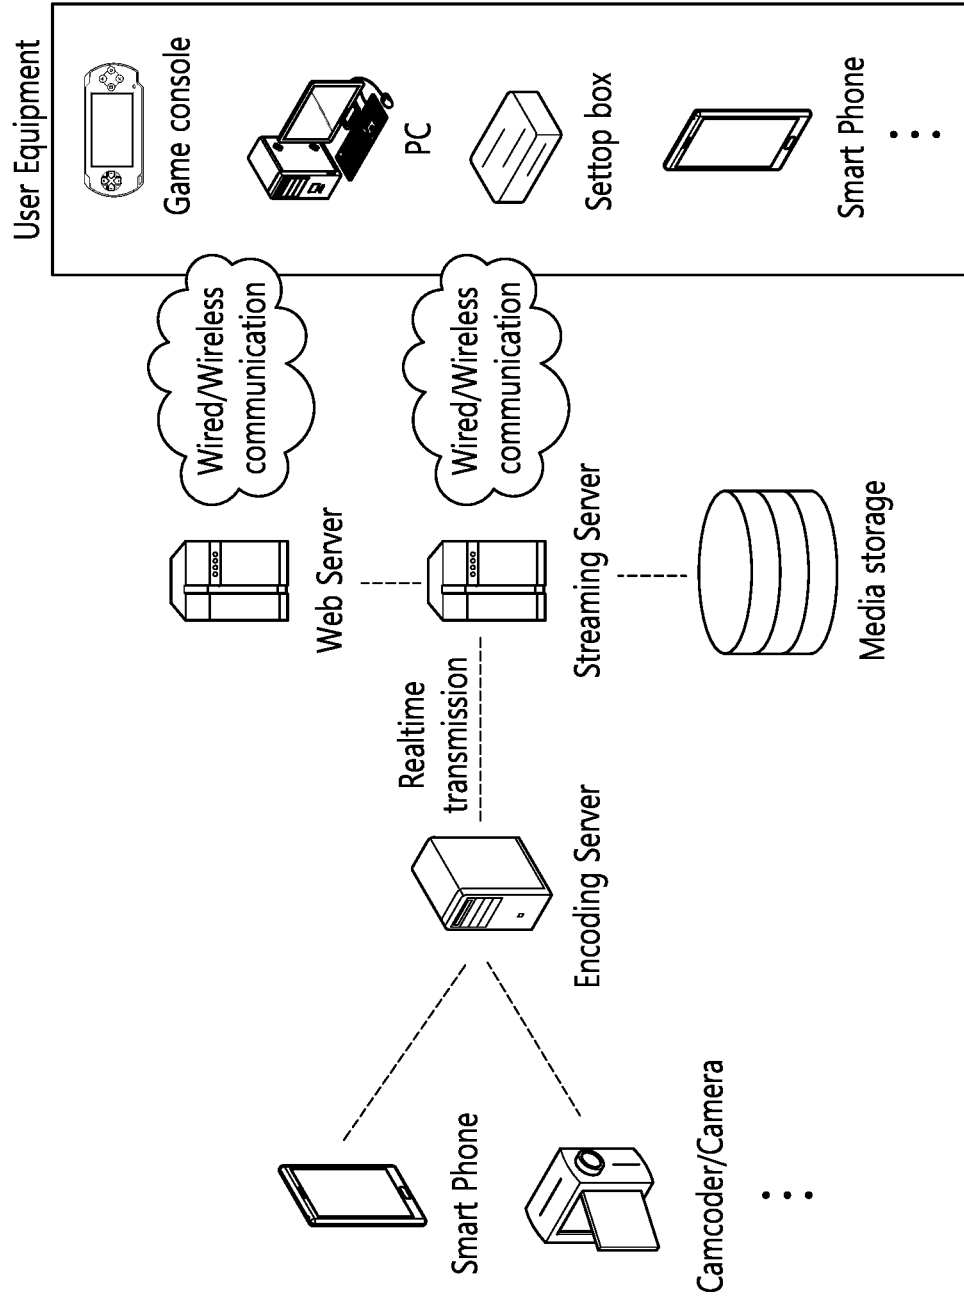 User Equipment
Game console
PC
Settop box
Smart Phone
Wired/Wireless
communication
Wired/Wireless
communication
Web Server
Streaming Server
Media storage
Realtime
transmission
Encoding Server
Smart Phone
Camcoder/Camera